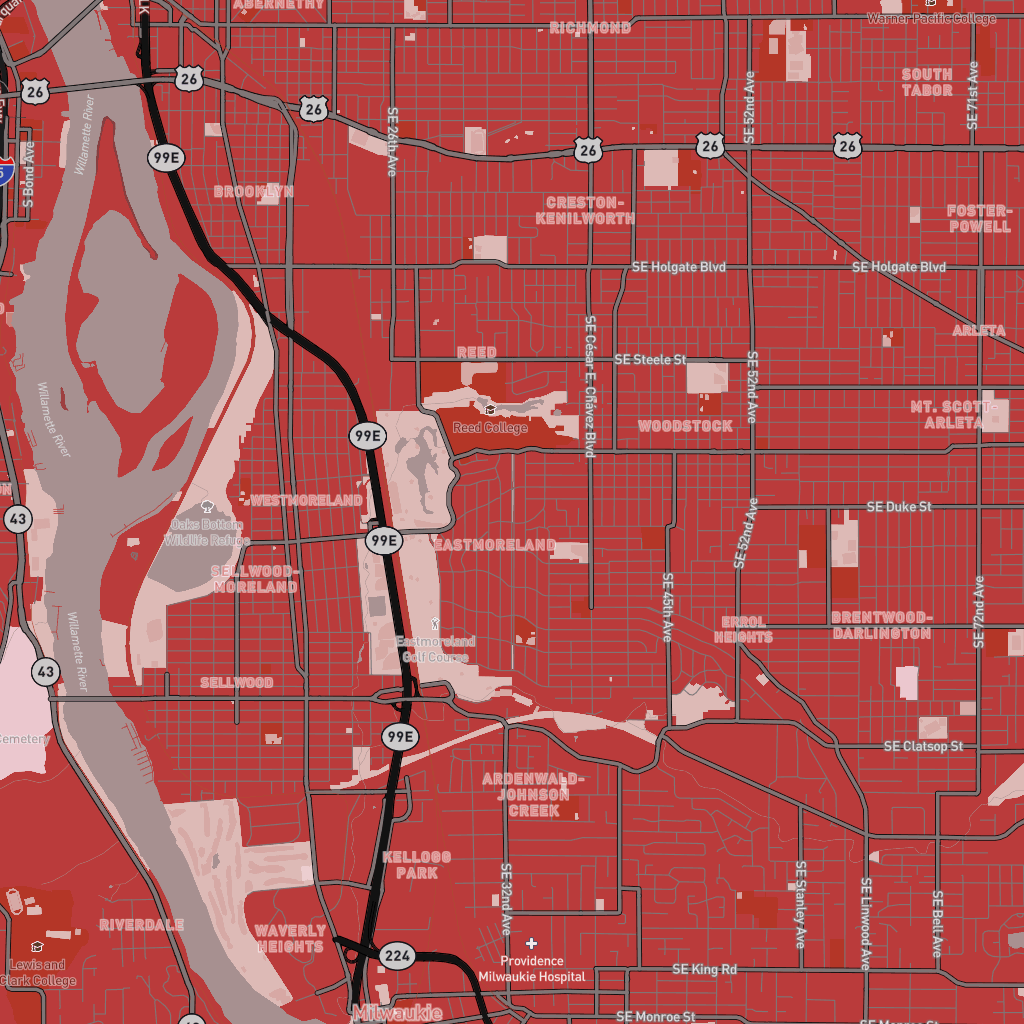 ABERNETHY
RICHMOND
Warner Pacific College
SOUTH
TABOR
SE 71st Ave
SE 52nd Ave
26
26
26
26
26
26
SE 26th Ave
Willamette River
S Bond Ave
99E
BROOKLYN
CRESTON-
KENILWORTH
FOSTER-
POWELL
SE Holgate Blvd
SE Holgate Blvd
ARLETA
REED
SE Steele St
SE César E. Chávez Blvd
SE 52nd Ave
Willamette River
MT. SCOTT-
ARLETA
Reed College
WOODSTOCK
99E
WESTMORELAND
SE Duke St
43
Oaks Bottom
Wildlife Refuge
99E
EASTMORELAND
SE 52nd Ave
SELLWOOD-
MORELAND
SE 45th Ave
SE 72nd Ave
ERROL
HEIGHTS
BRENTWOOD-
DARLINGTON
Willamette River
Eastmoreland
Golf Course
43
SELLWOOD
Cemetery
99E
SE Clatsop St
ARDENWALD-
JOHNSON
CREEK
KELLOGG
PARK
SE 32nd Ave
SE Stanley Ave
SE Linwood Ave
SE Bell Ave
RIVERDALE
WAVERLY
HEIGHTS
224
Providence
Milwaukie Hospital
SE King Rd
Lewis and
Clark College
Milwaukie
SE Monroe St